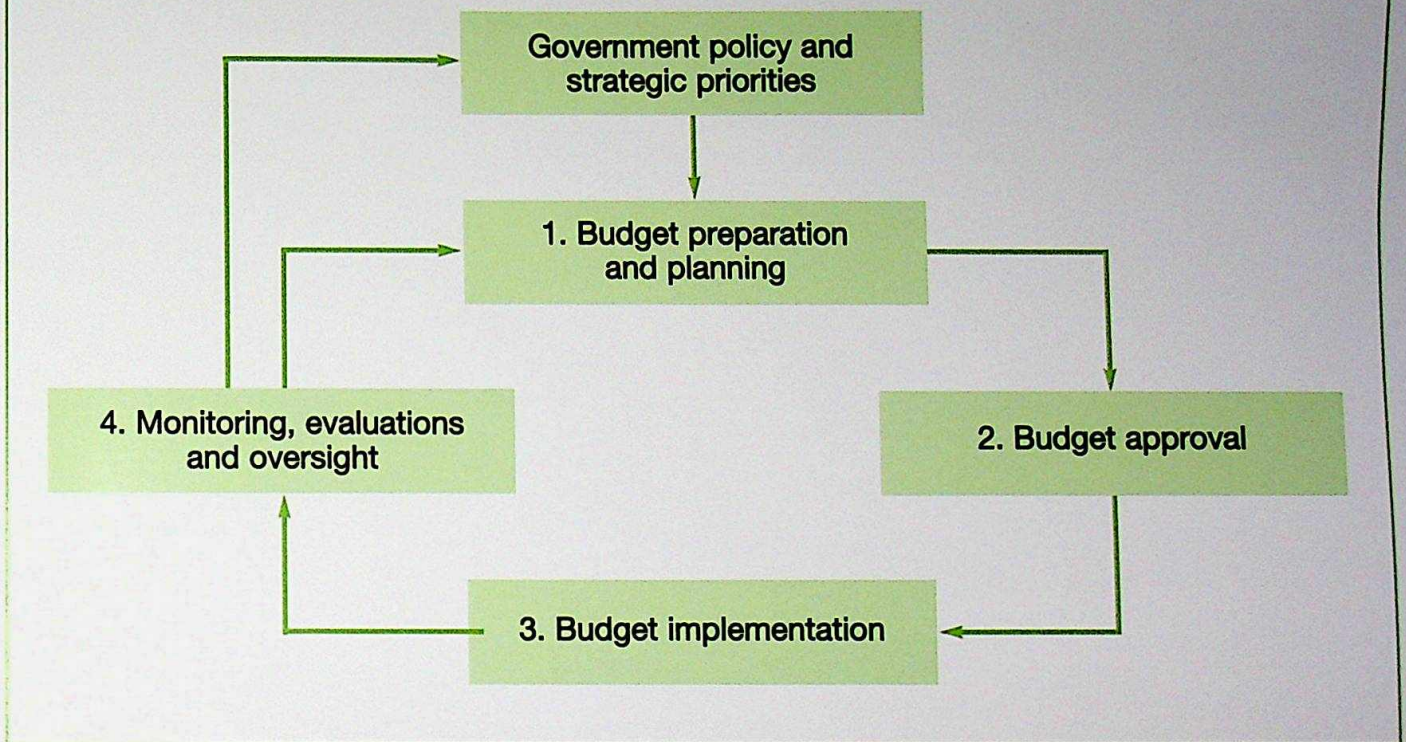 Government policy and
strategic priorities
1. Budget preparation
and planning
4. Monitoring, evaluations
and oversight
2. Budget approval
3. Budget implementation